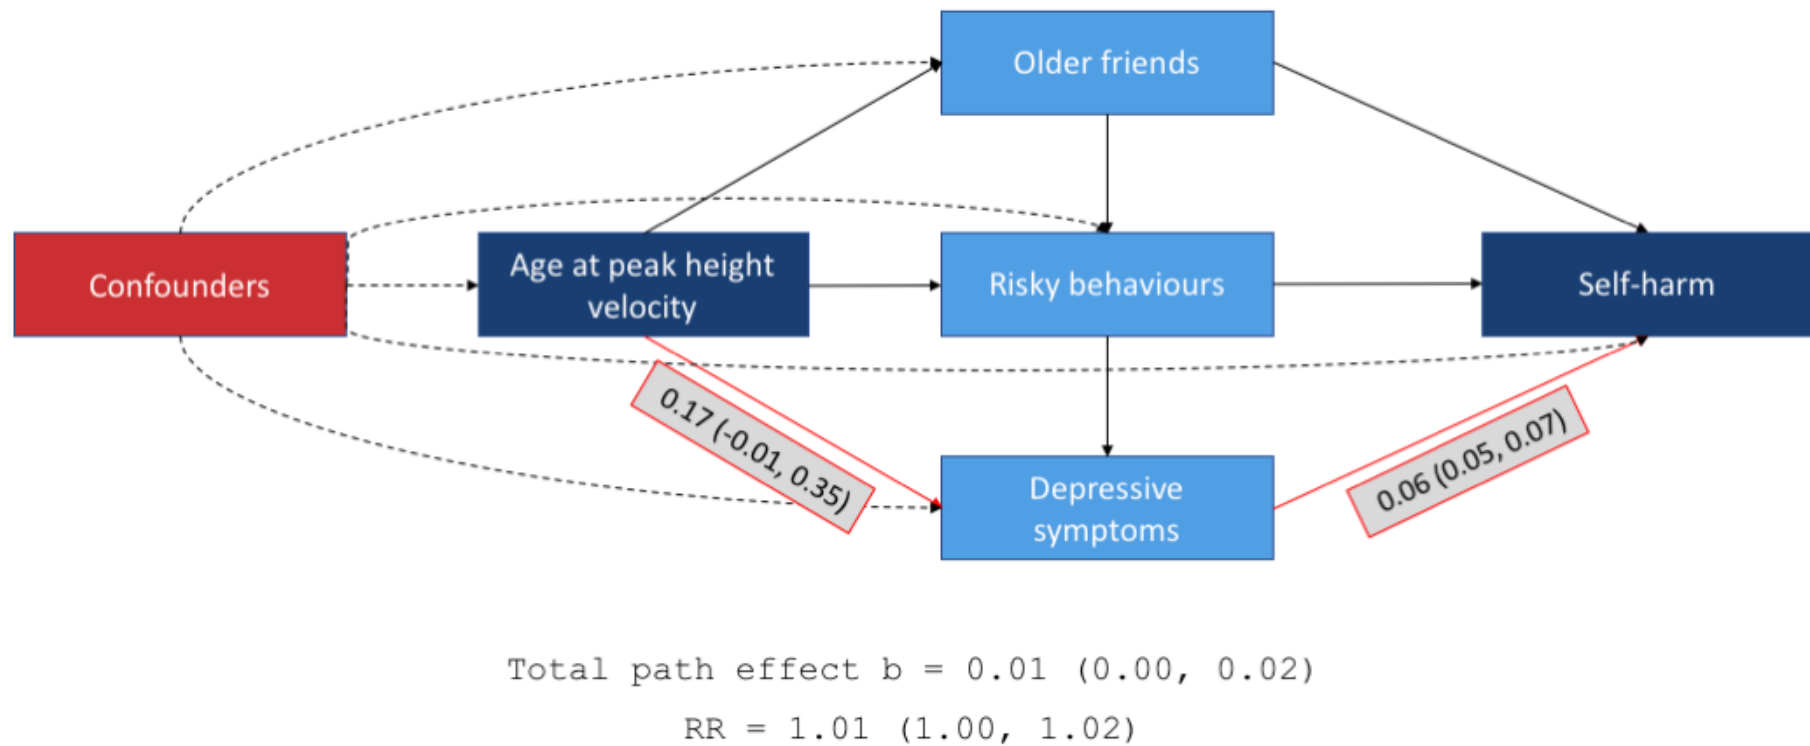 Older friends
Confounders
Age at peak height
velocity
Risky behaviours
Self-harm
0.17 (-0.01, 0.35)
0.06 (0.05, 0.07)
Depressive
symptoms
Total path effect b = 0.01 (0.00, 0.02)
RR = 1.01 (1.00, 1.02)